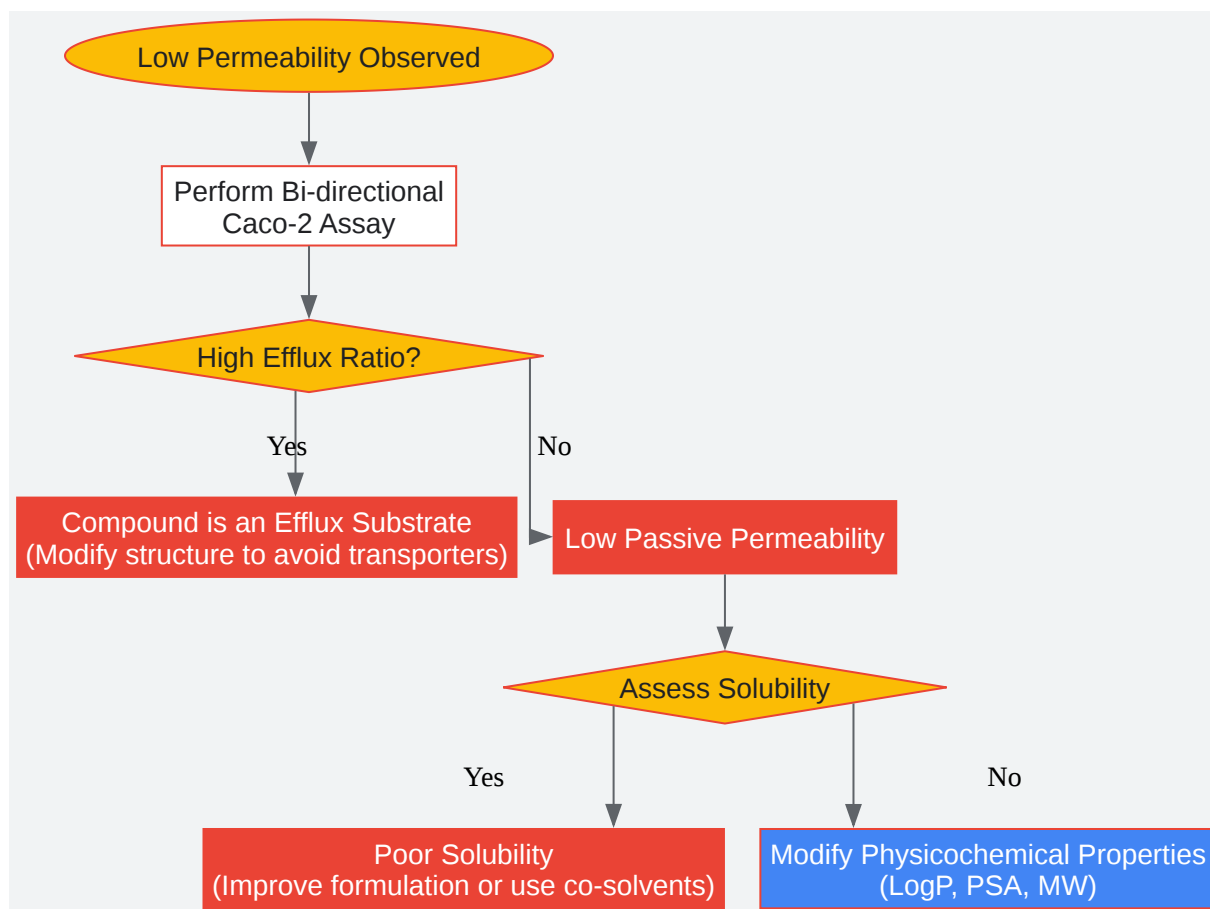 Low Permeability Observed
Perform Bi-directional
Caco-2 Assay
High Efflux Ratio?
Yes
No
Compound is an Efflux Substrate
(Modify structure to avoid transporters)
Low Passive Permeability
Assess Solubility
Yes
No
Poor Solubility
(Improve formulation or use co-solvents)
Modify Physicochemical Properties
(LogP, PSA, MW)